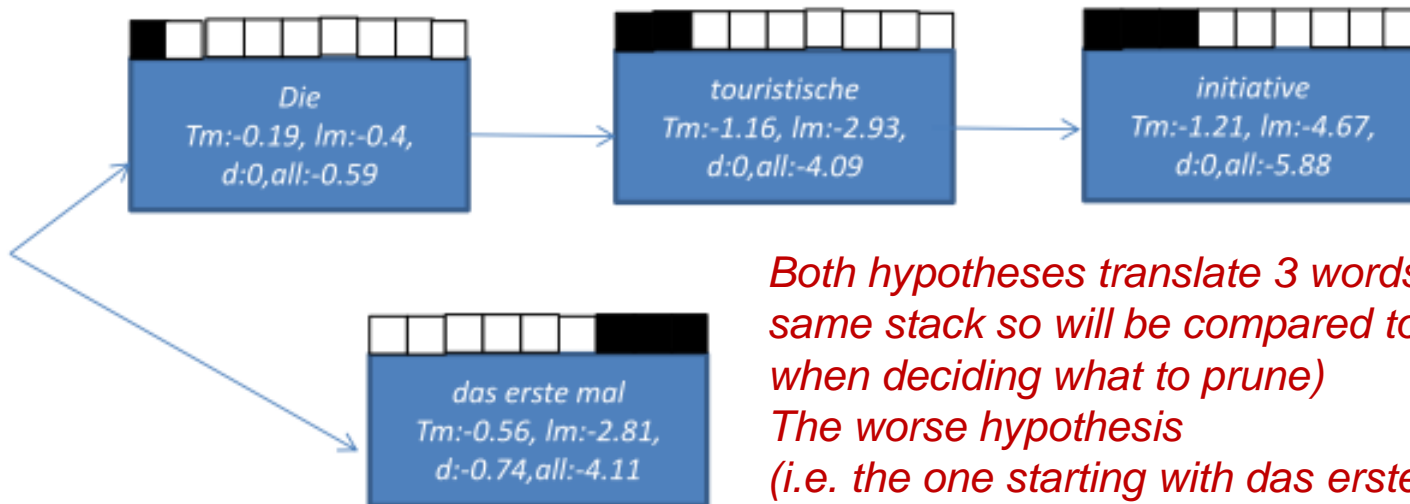 Die
Tm:-0.19, lm:-0.4,
d:0,all:-0.59
touristische
Tm:-1.16, lm:-2.93,
d:0,all:-4.09
initiative
Tm:-1.21, lm:-4.67,
d:0,all:-5.88
das erste mal
Tm:-0.56, lm:-2.81,
d:-0.74,all:-4.11
Both hypotheses translate 3 words
same stack so will be compared to
when deciding what to prune)
The worse hypothesis
(i.e. the one starting with das erste